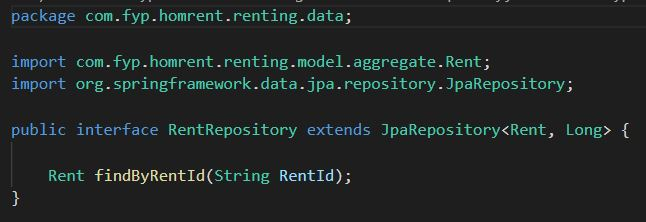 package com.fyp.homrent.renting.data;
import com.fyp.homrent.renting.model.aggregate.Rent;
import org.springframework.data.jpa.repository.JpaRepository;
public interface RentRepository extends JpaRepository<Rent, Long> {
Rent findByRentId(String RentId);
}